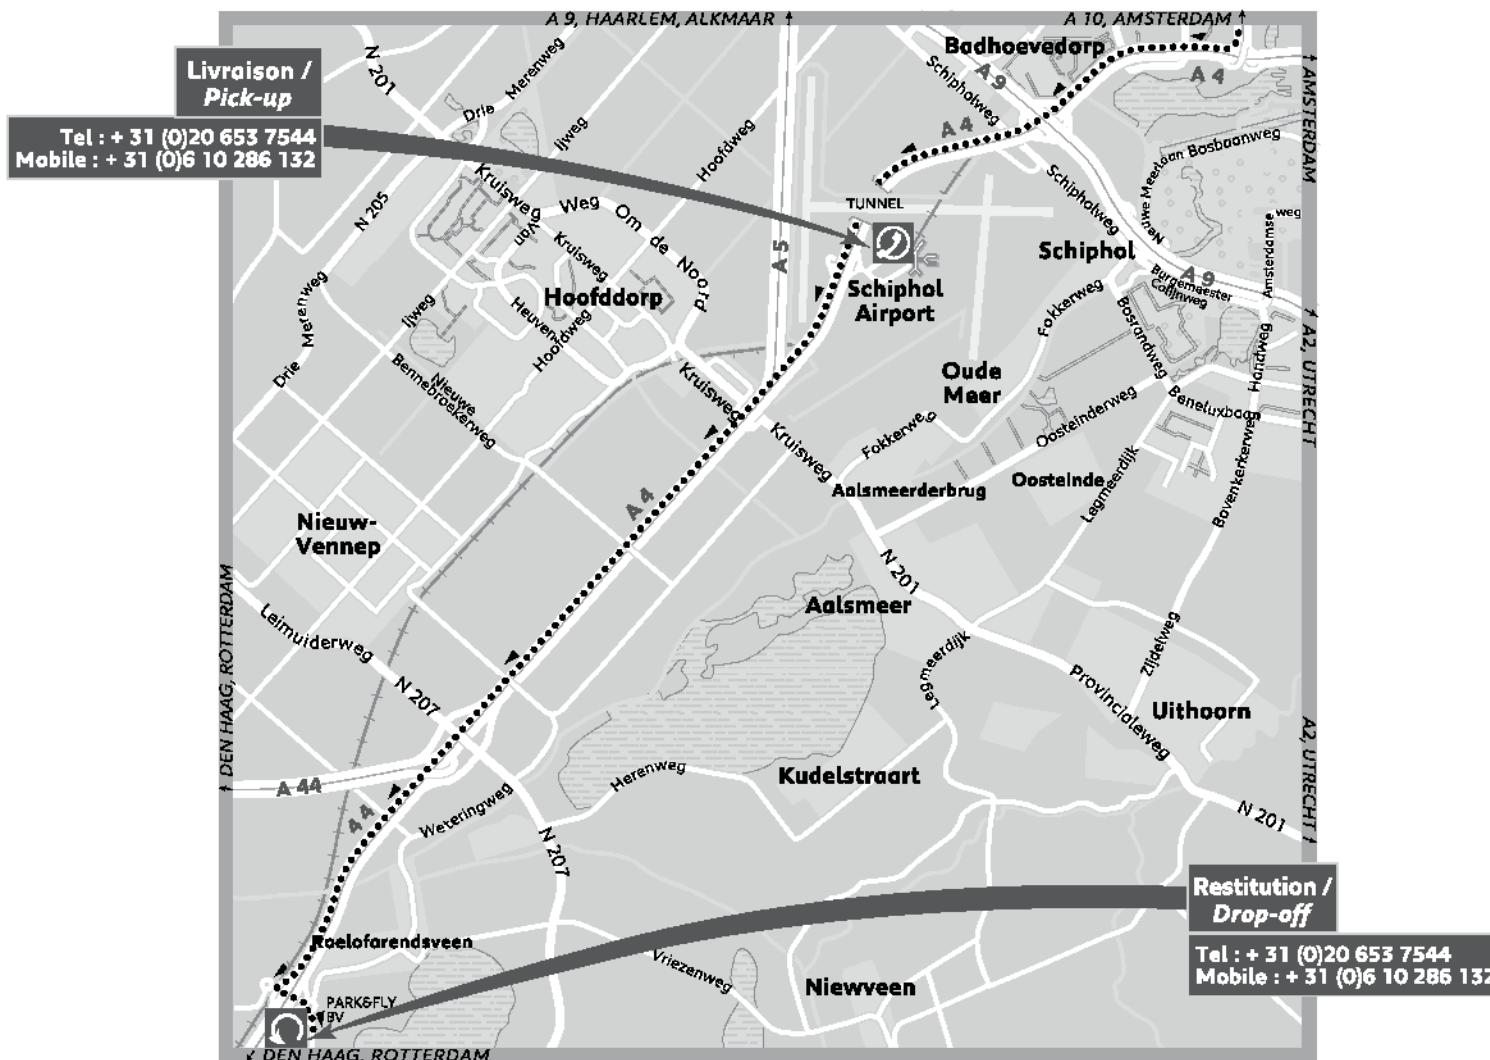 A 9, HAARLEM, ALKMAAR
A 10, AMSTERDAM
AMSTERDAM
A2, UTRECHT
A2, UTRECHT
DEN HAAG, ROTTERDAM
DEN HAAG, ROTTERDAM
Livraison /
Pick-up
Tel : + 31 (0)20 653 7544
Mobile : + 31 (0)6 10 286 132
N 201
Drie Merenweg
Ijweg
Hoofdweg
N 205
Kruisweg
Weg Om de Noord
van
Kruisweg
Heuven
Hoofdweg
Hoofddorp
Ijweg
Drie Merenweg
Nieuwe
Bennebroekerweg
Kruisweg
A 5
Badhoevedorp
Schipholweg
A 9
A 4
A 4
TUNNEL
Schiphol
Airport
Schipholweg
Schiphol
Nieuwe Meerlaan
Bosbaanweg
Amsterdamse weg
A 9
Burgemeester
Colijnweg
Bosrandweg
Fokkerweg
Oude
Meer
Handweg
Beneluxbaan
Oosteinderweg
Fokkerweg
Kruisweg
Aalsmeerderbrug
Oosteinde
Legmeerdijk
Bovenkerkerweg
A 4
Nieuw-
Vennep
N 201
Aalsmeer
Leimuiderweg
Legmeerdijk
Zijdelweg
Provincialeweg
Uithoorn
N 207
Kudelstraart
Herenweg
A 44
44
Weteringweg
N 207
N 201
Restitution /
Drop-off
Tel : + 31 (0)20 653 7544
Mobile : + 31 (0)6 10 286 132
Roelofarendsveen
Vriezenweg
Niewveen
PARK&FLY
BV